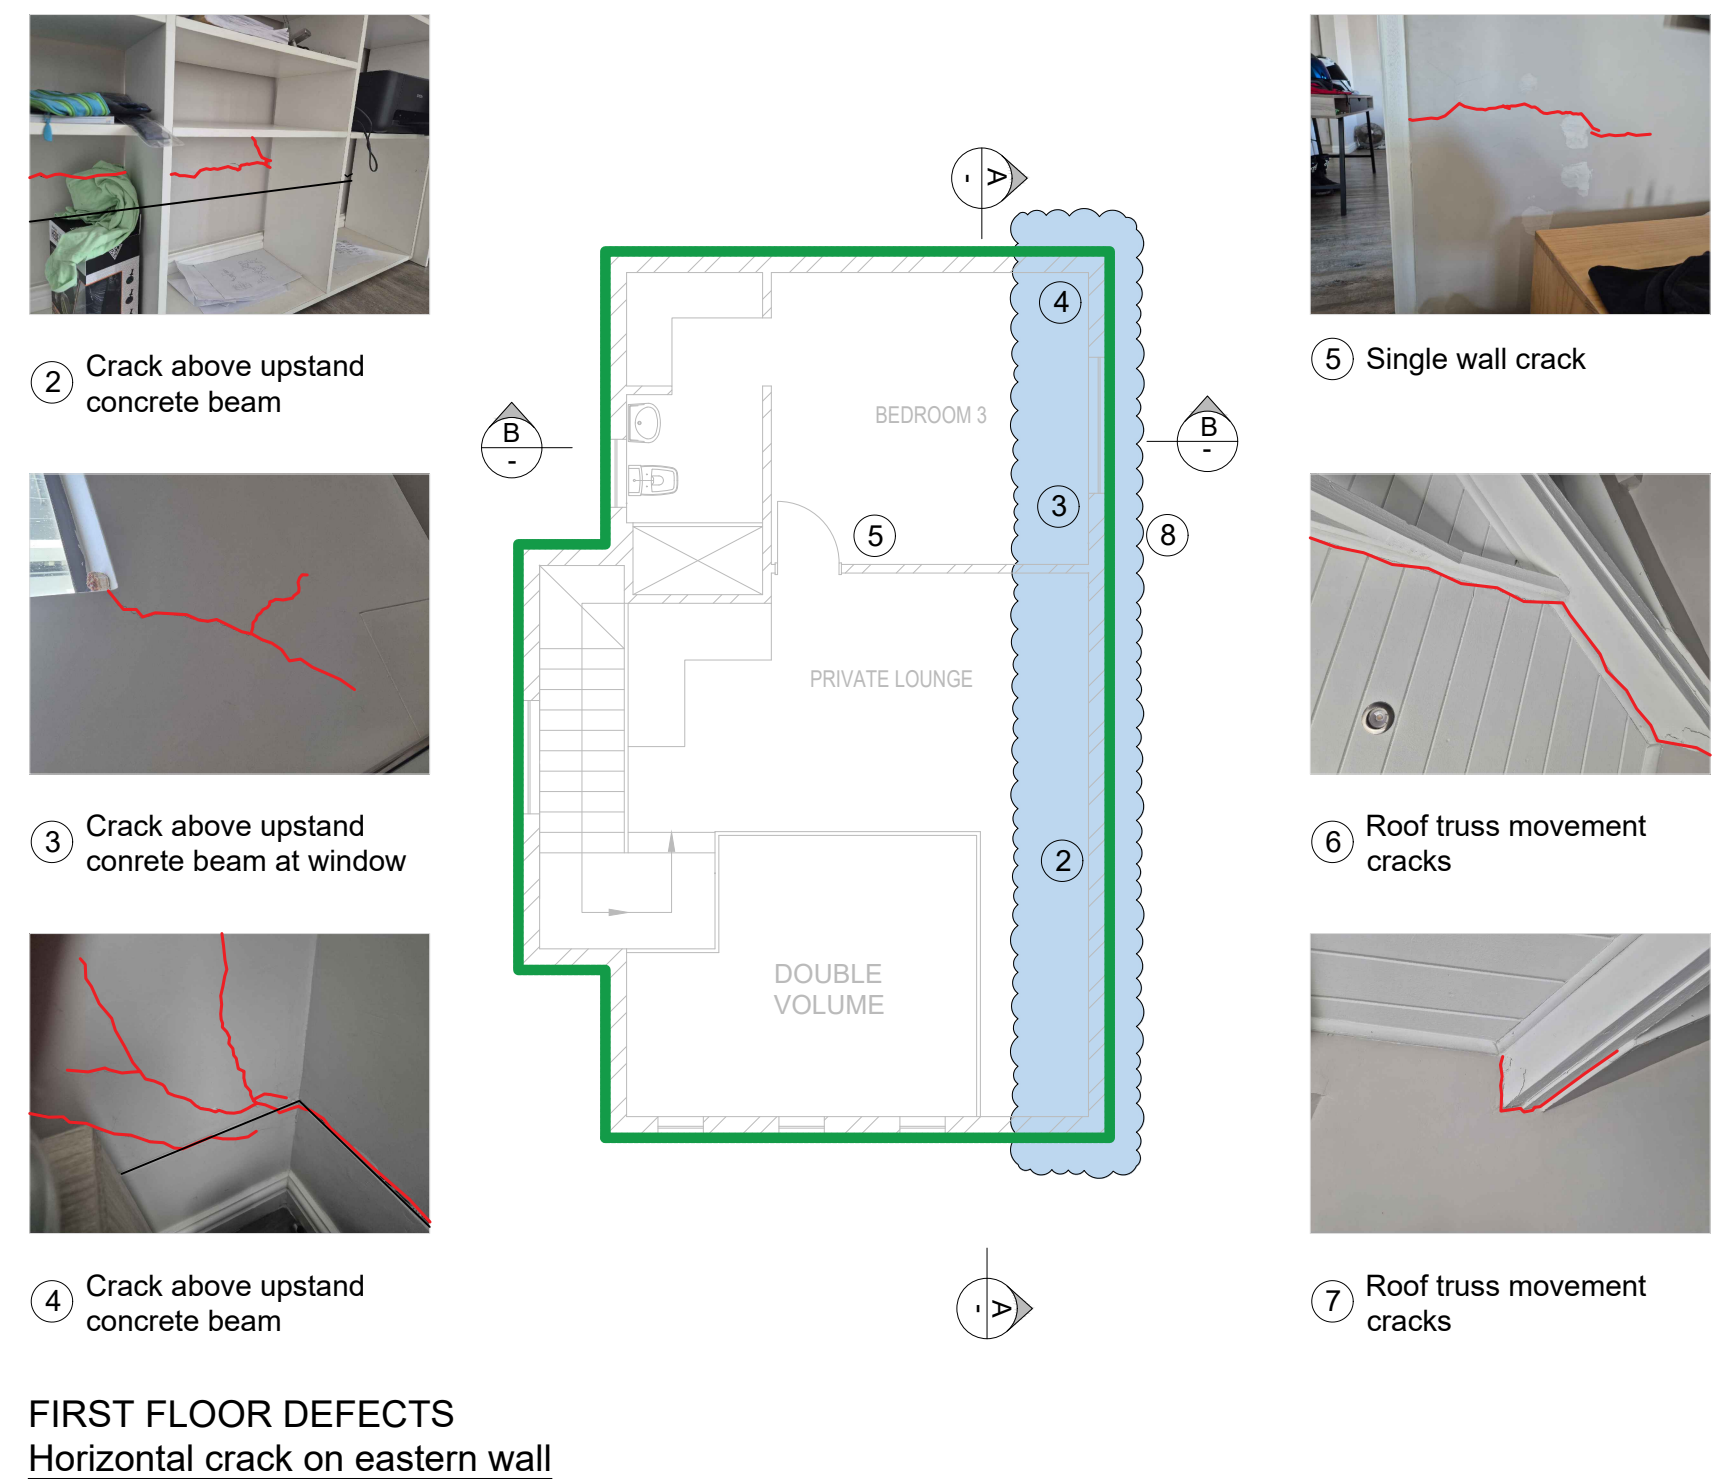 2 Crack above upstand
concrete beam
3 Crack above upstand
conrete beam at window
4 Crack above upstand
concrete beam
A
-
4
BEDROOM 3
B
-
B
-
3
5
8
PRIVATE LOUNGE
2
DOUBLE
VOLUME
A
-
5 Single wall crack
6 Roof truss movement
cracks
7 Roof truss movement
cracks
FIRST FLOOR DEFECTS
Horizontal crack on eastern wall